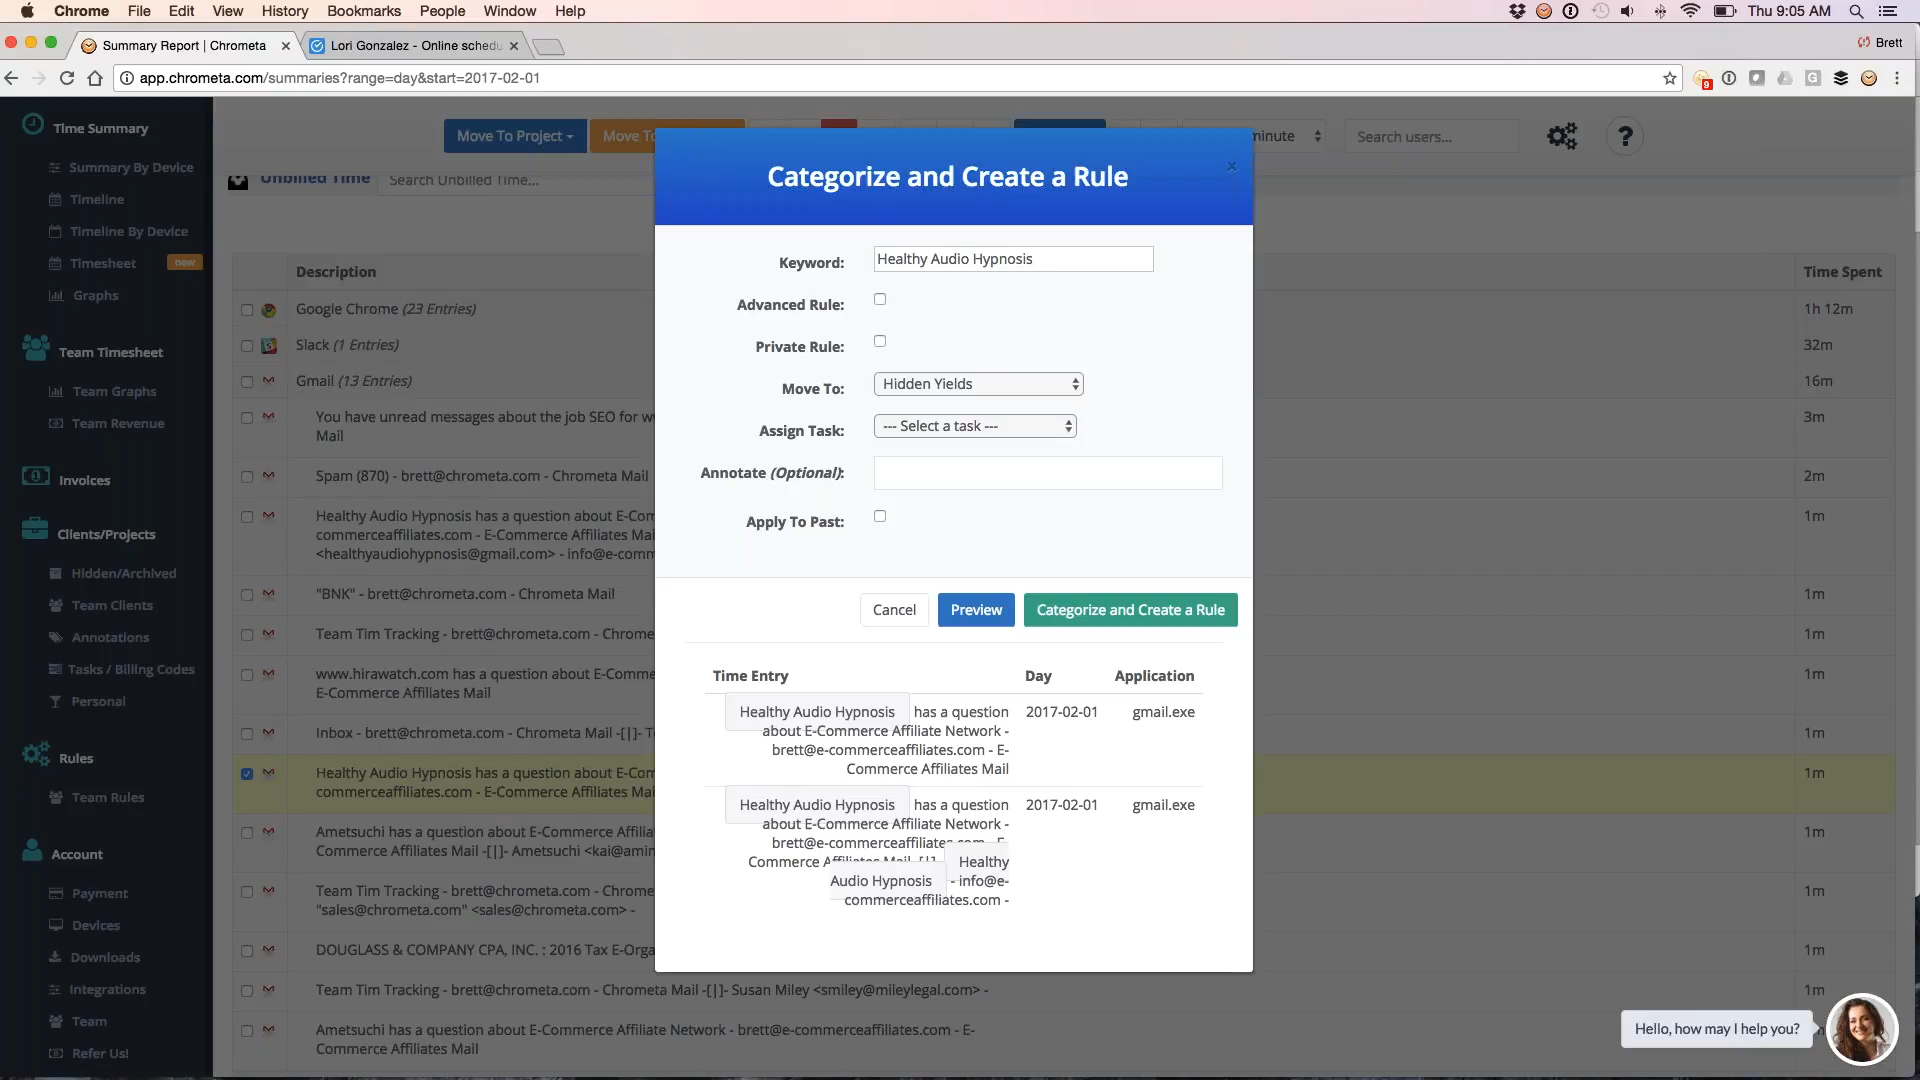 Chrome File Edit View History Bookmarks People Window Help
Thu 9:05 AM
Summary Report | Chrometa
Lori Gonzalez - Online schedu
Brett
app.chrometa.com/summaries?range=day&start=2017-02-01
9
Time Summary
Summary By Device
Timeline
Timeline By Device
Timesheet new
Graphs
Team Timesheet
Team Graphs
Team Revenue
Invoices
Clients/Projects
Hidden/Archived
Team Clients
Annotations
Tasks / Billing Codes
Personal
Rules
Team Rules
Account
Payment
Devices
Downloads
Integrations
Team
Refer Us!
Move To Project
Move To
minute
Search users...
?
Unbilled Time
Search Unbilled Time...
Description
Time Spent
Google Chrome (23 Entries)
1h 12m
Slack (1 Entries)
32m
Gmail (13 Entries)
16m
You have unread messages about the job SEO for w
Mail
3m
Spam (870) - brett@chrometa.com - Chrometa Mail
2m
Healthy Audio Hypnosis has a question about E-Com
commerceaffiliates.com - E-Commerce Affiliates Mai
<healthyaudiohypnosis@gmail.com> - info@e-comm
1m
"BNK" - brett@chrometa.com - Chrometa Mail
1m
Team Tim Tracking - brett@chrometa.com - Chrome
1m
www.hirawatch.com has a question about E-Comme
E-Commerce Affiliates Mail
1m
Inbox - brett@chrometa.com - Chrometa Mail -[|]- T
1m
Healthy Audio Hypnosis has a question about E-Com
commerceaffiliates.com - E-Commerce Affiliates Mai
1m
Ametsuchi has a question about E-Commerce Affilia
Commerce Affiliates Mail -[|]- Ametsuchi <kai@amin
1m
Team Tim Tracking - brett@chrometa.com - Chrome
"sales@chrometa.com" <sales@chrometa.com> -
1m
DOUGLASS & COMPANY CPA, INC. : 2016 Tax E-Orga
1m
Team Tim Tracking - brett@chrometa.com - Chrometa Mail -[|]- Susan Miley <smiley@mileylegal.com> -
1m
Ametsuchi has a question about E-Commerce Affiliate Network - brett@e-commerceaffiliates.com - E-
Commerce Affiliates Mail
Categorize and Create a Rule
×
Keyword: Healthy Audio Hypnosis
Advanced Rule:
Private Rule:
Move To: Hidden Yields
Assign Task: --- Select a task ---
Annotate (Optional):
Apply To Past:
Cancel Preview Categorize and Create a Rule
Time Entry Day Application
Healthy Audio Hypnosis has a question 2017-02-01 gmail.exe
about E-Commerce Affiliate Network -
brett@e-commerceaffiliates.com - E-
Commerce Affiliates Mail
Healthy Audio Hypnosis has a question 2017-02-01 gmail.exe
about E-Commerce Affiliate Network -
brett@e-commerceaffiliates.com - E-
Commerce Affiliates Mail -[|]- Healthy
Audio Hypnosis - info@e-
commerceaffiliates.com -
Hello, how may I help you?